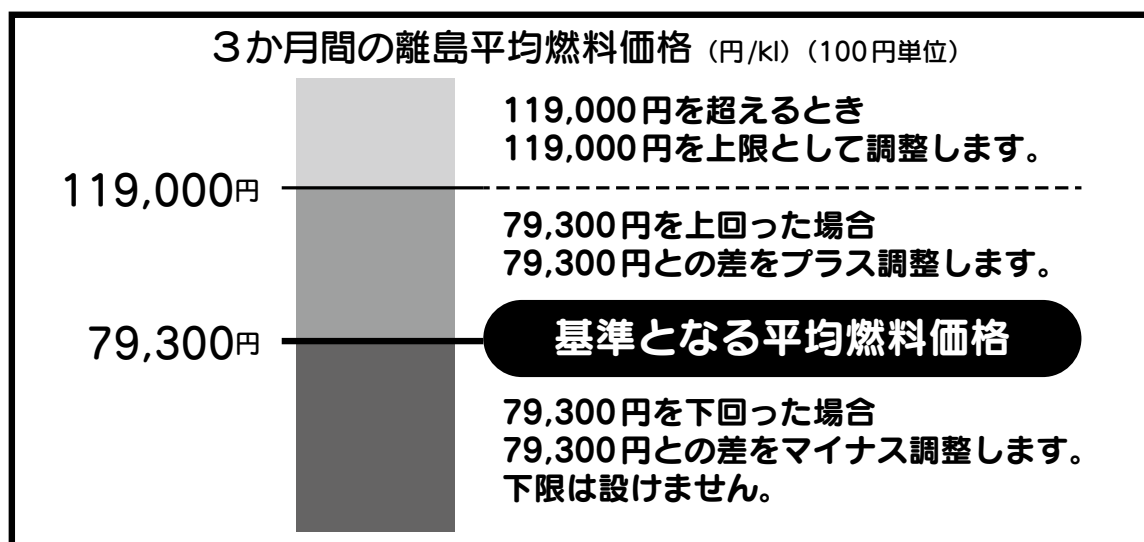 ３か月間の離島平均燃料価格（円/kl）（100円単位）
119,000円を超えるとき
119,000円を上限として調整します。
119,000円
79,300円を上回った場合
79,300円との差をプラス調整します。
79,300円
基準となる平均燃料価格
79,300円を下回った場合
79,300円との差をマイナス調整します。
下限は設けません。